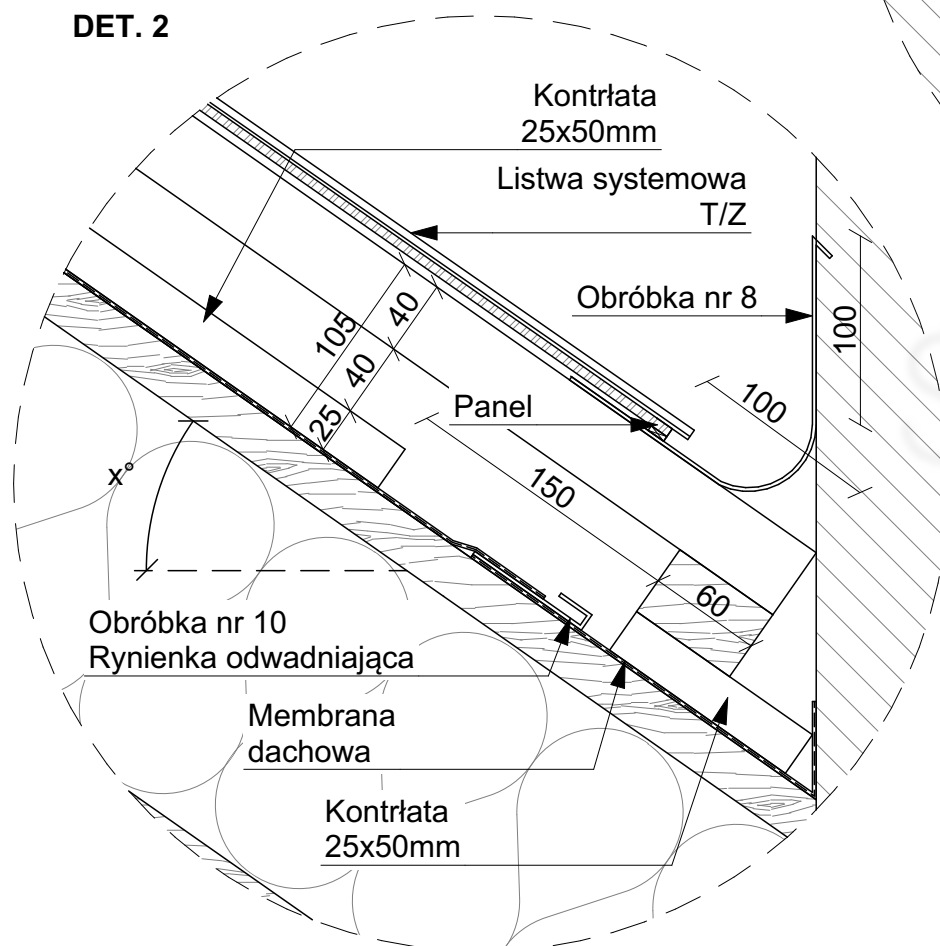 DET. 2
Kontrłata
25x50mm
Listwa systemowa
T/Z
Obróbka nr 8
100
105
40
40
25
Panel
100
150
60
x°
Obróbka nr 10
Rynienka odwadniająca
Membrana
dachowa
Kontrłata
25x50mm